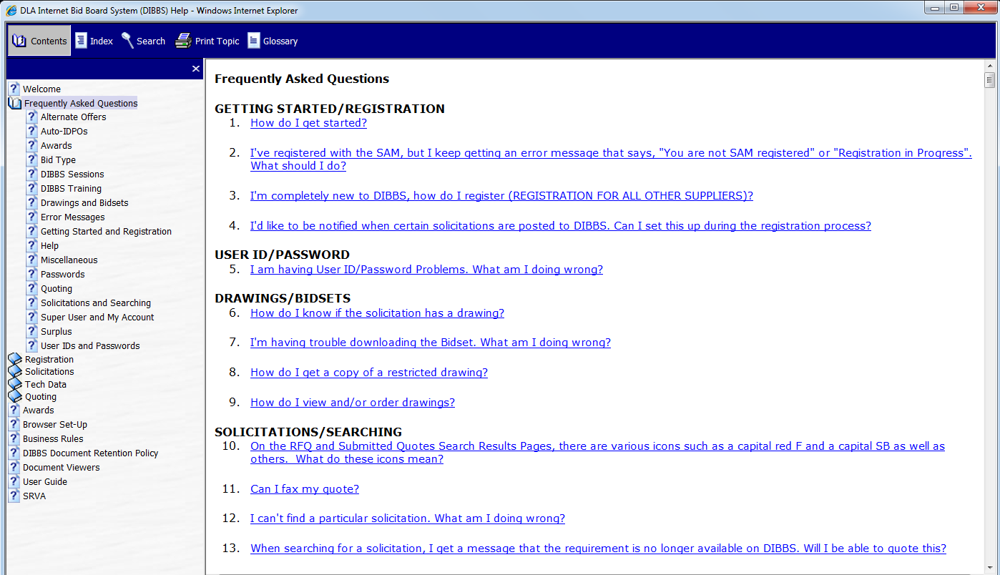 DLA Internet Bid Board System (DIBBS) Help - Windows Internet Explorer
Contents Index Search Print Topic Glossary
Welcome
Frequently Asked Questions
Alternate Offers
Auto-IDPOs
Awards
Bid Type
DIBBS Sessions
DIBBS Training
Drawings and Bidsets
Error Messages
Getting Started and Registration
Help
Miscellaneous
Passwords
Quoting
Solicitations and Searching
Super User and My Account
Surplus
User IDs and Passwords
Registration
Solicitations
Tech Data
Quoting
Awards
Browser Set-Up
Business Rules
DIBBS Document Retention Policy
Document Viewers
User Guide
SRVA
Frequently Asked Questions
GETTING STARTED/REGISTRATION
1. How do I get started?
2. I've registered with the SAM, but I keep getting an error message that says, "You are not SAM registered" or "Registration in Progress".
What should I do?
3. I'm completely new to DIBBS, how do I register (REGISTRATION FOR ALL OTHER SUPPLIERS)?
4. I'd like to be notified when certain solicitations are posted to DIBBS. Can I set this up during the registration process?
USER ID/PASSWORD
5. I am having User ID/Password Problems. What am I doing wrong?
DRAWINGS/BIDSETS
6. How do I know if the solicitation has a drawing?
7. I'm having trouble downloading the Bidset. What am I doing wrong?
8. How do I get a copy of a restricted drawing?
9. How do I view and/or order drawings?
SOLICITATIONS/SEARCHING
10. On the RFQ and Submitted Quotes Search Results Pages, there are various icons such as a capital red F and a capital SB as well as
others.  What do these icons mean?
11. Can I fax my quote?
12. I can't find a particular solicitation. What am I doing wrong?
13. When searching for a solicitation, I get a message that the requirement is no longer available on DIBBS. Will I be able to quote this?